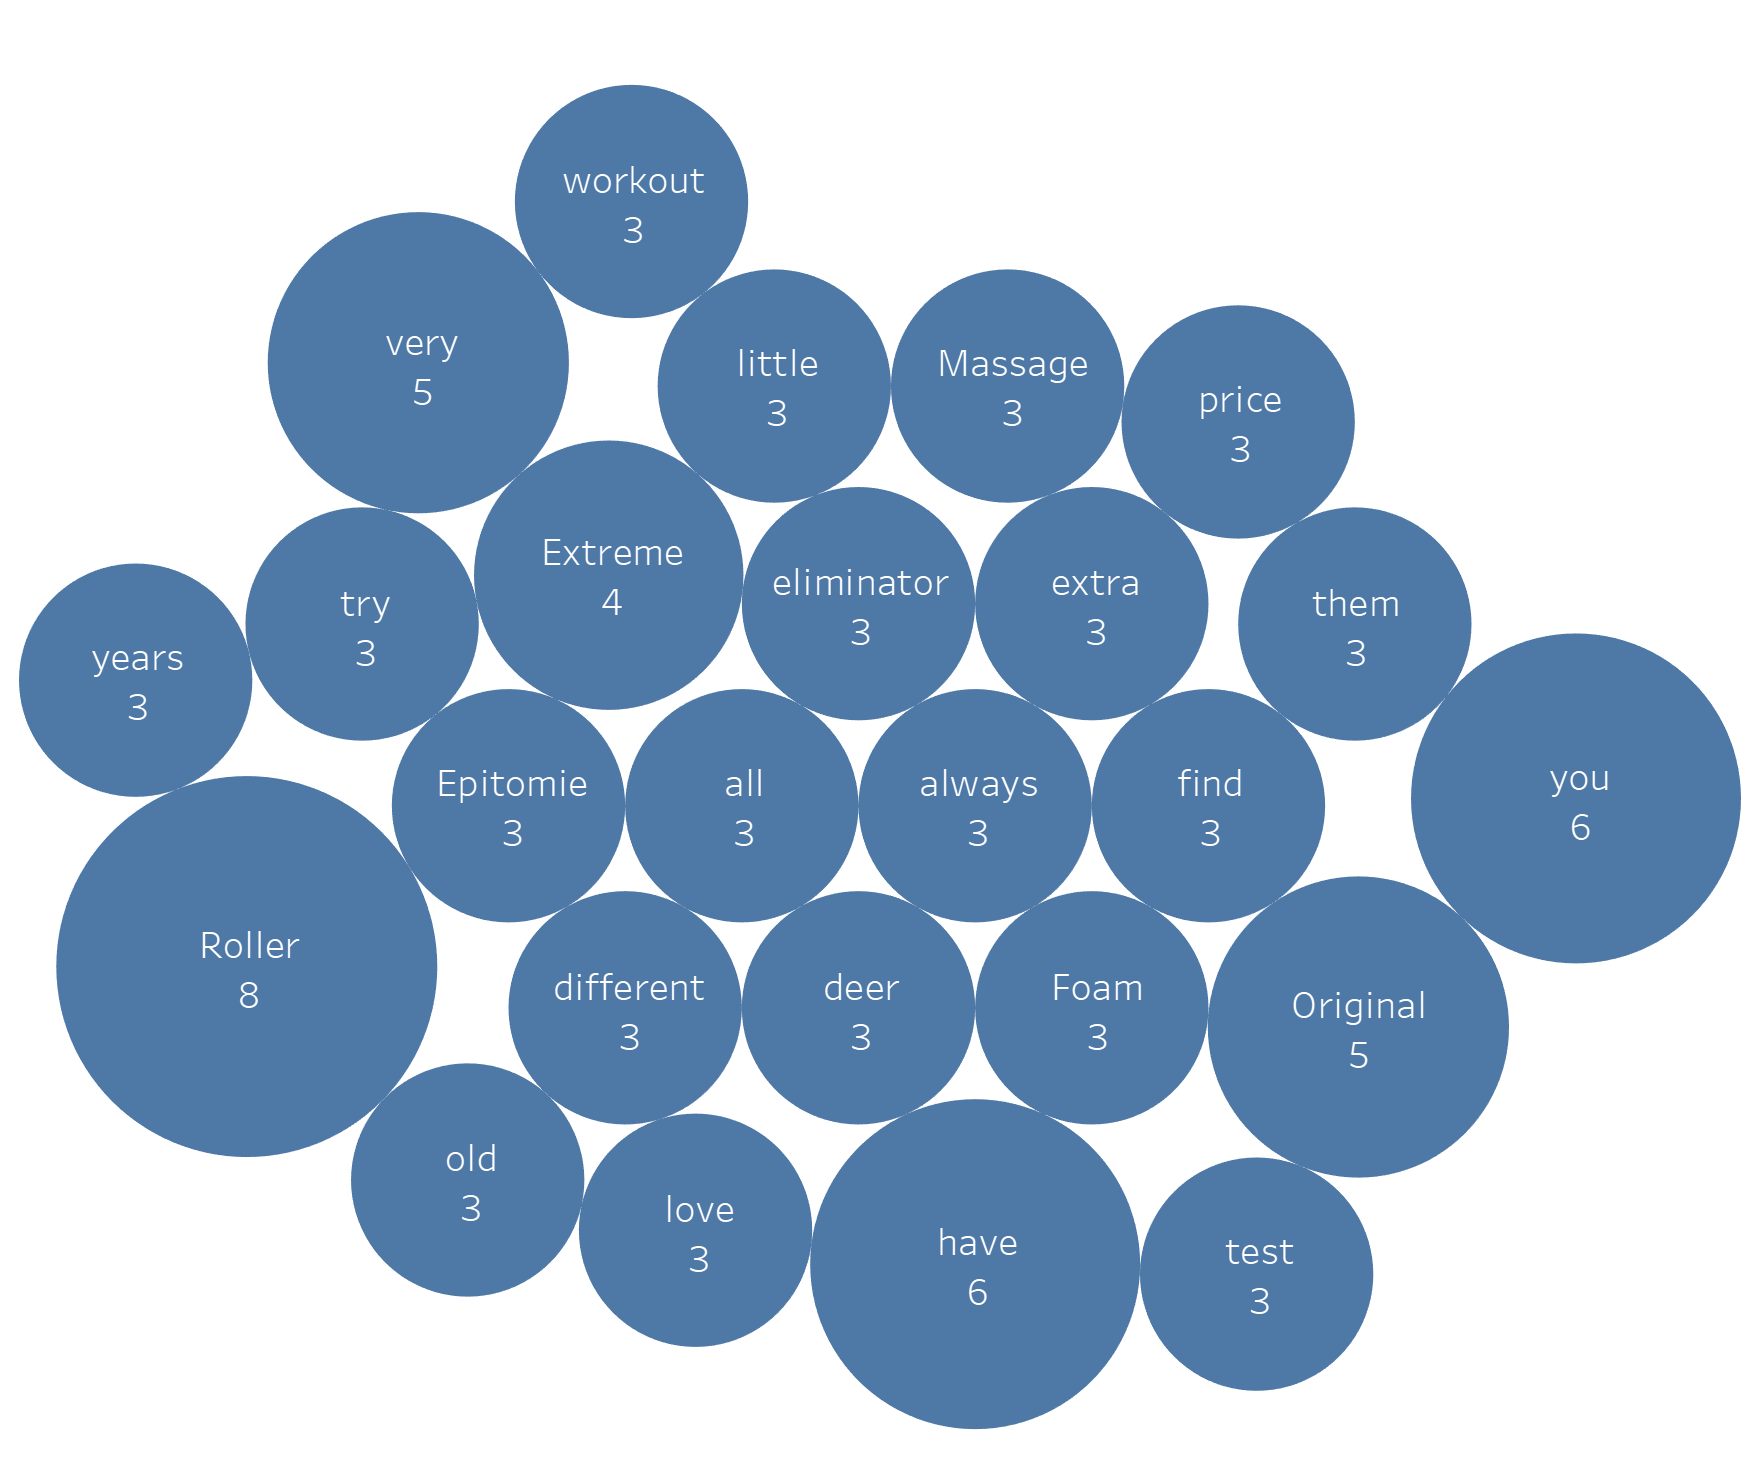 workout
3
very
5
little
3
Massage
3
price
3
Extreme
4
eliminator
3
extra
3
try
3
them
3
years
3
you
6
Epitomie
3
all
3
always
3
find
3
Roller
8
different
3
deer
3
Foam
3
Original
5
old
3
love
3
have
6
test
3